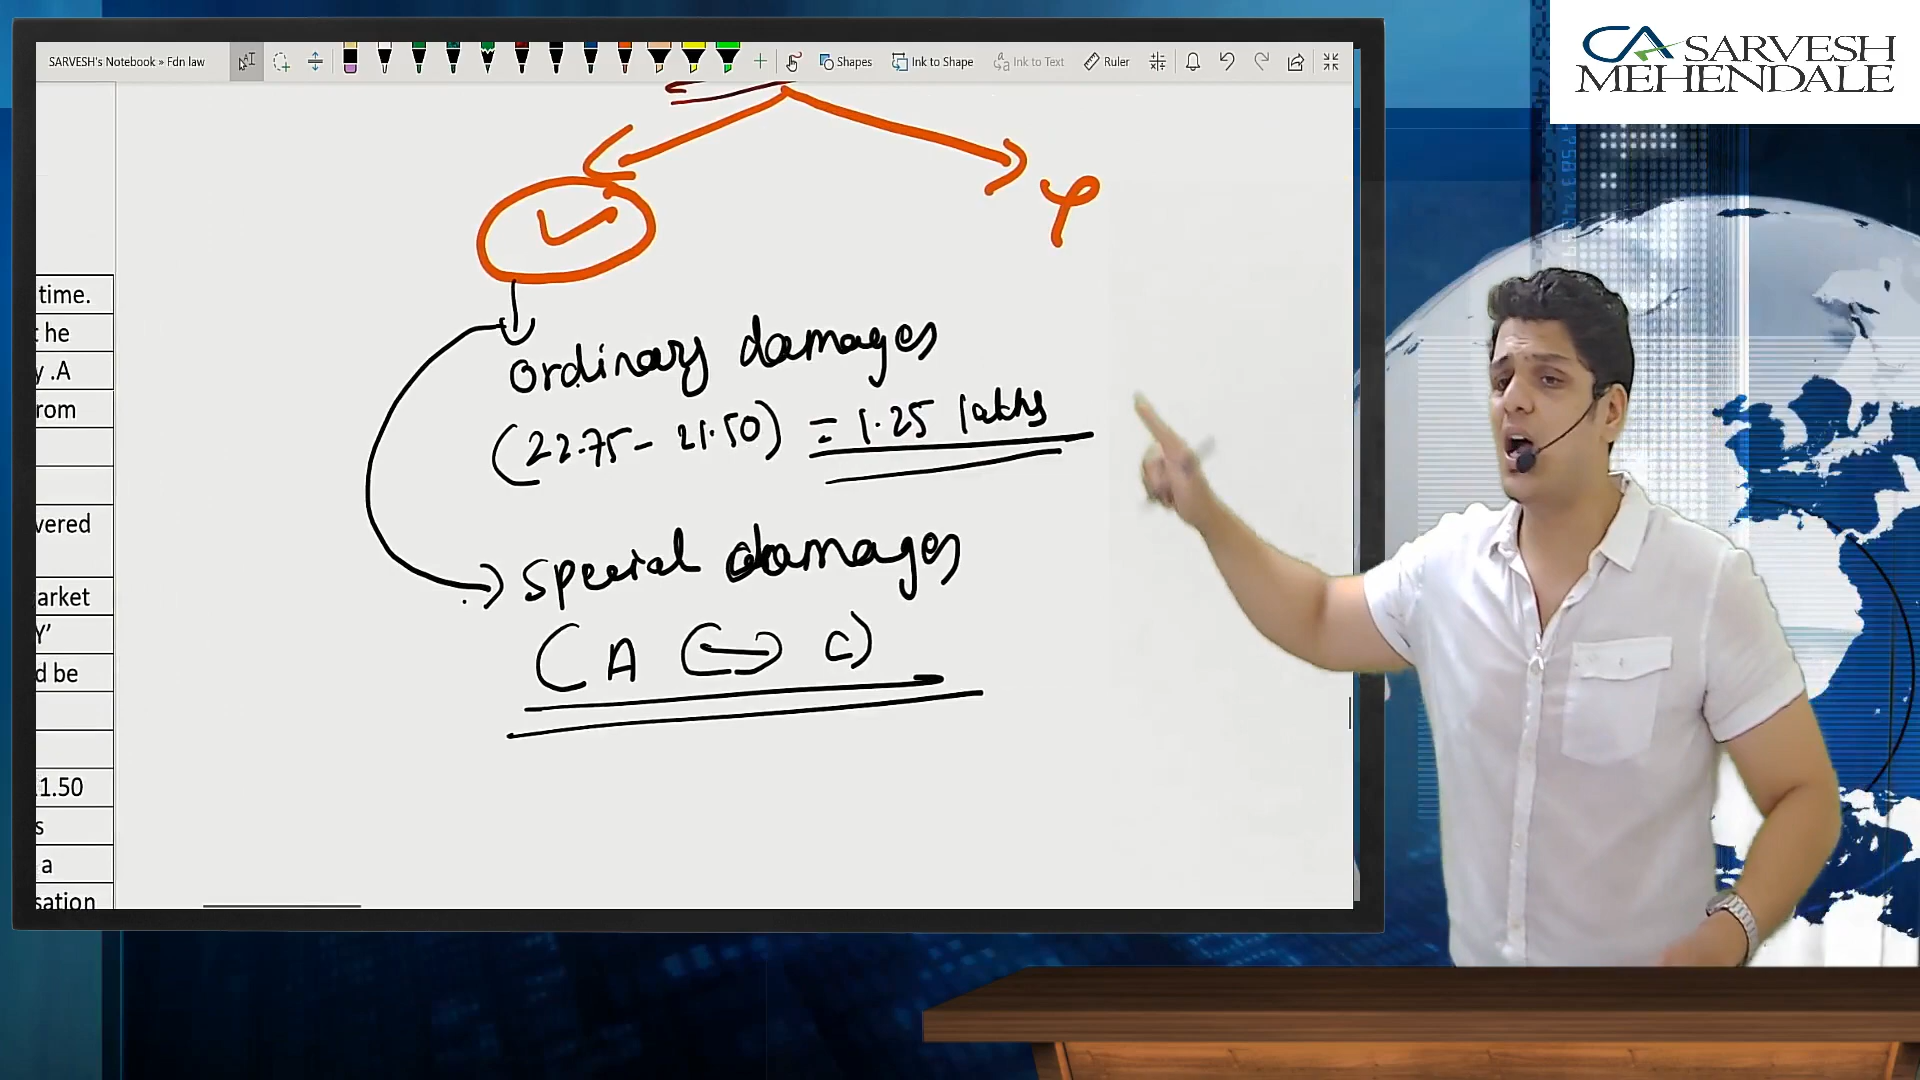 SARVESH's Notebook » Fdn law
Shapes
Ink to Shape
Ink to Text
Ruler
CA SARVESH
MEHENDALE
time.
he
.A
rom
vered
arket
Y’
d be
1.50
s
a
sation
ordinary damages
(22.75 - 21.50) = 1.25 lakhs
special damages
( A ⟷ C)